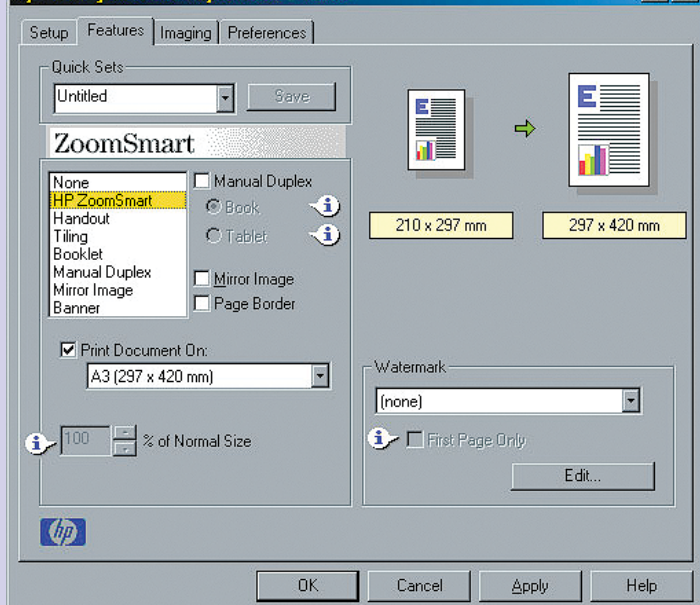 Setup Features Imaging Preferences
Quick Sets
Untitled Save
ZoomSmart
None
HP ZoomSmart
Handout
Tiling
Booklet
Manual Duplex
Mirror Image
Banner
Manual Duplex
Book
Tablet
Mirror Image
Page Border
Print Document On:
A3 (297 x 420 mm)
100 % of Normal Size
E
E
210 x 297 mm 297 x 420 mm
Watermark
(none)
First Page Only
Edit...
hp
OK Cancel Apply Help